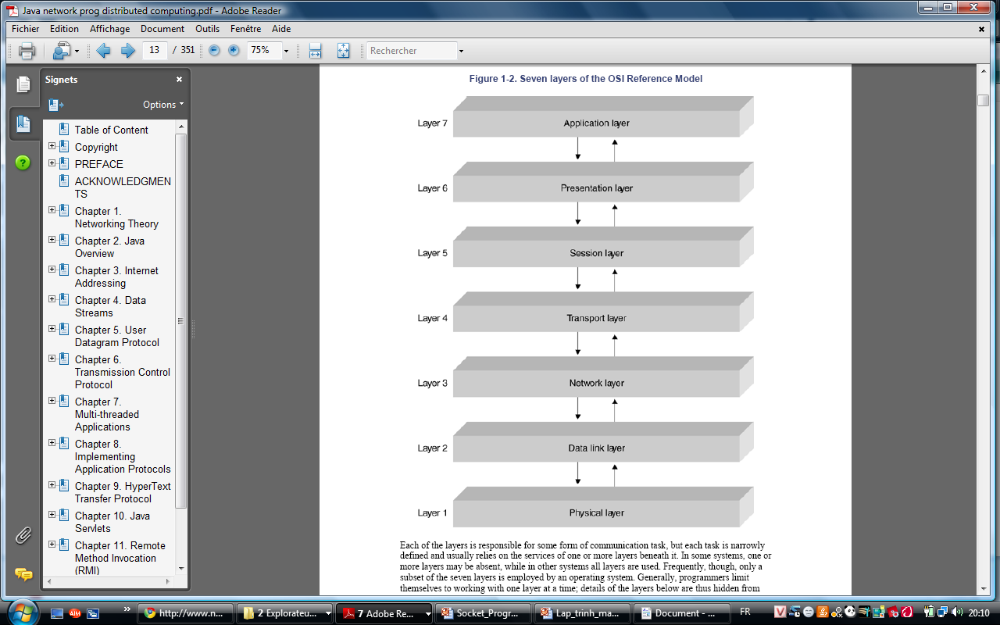 Java network prog distributed computing.pdf - Adobe Reader
Fichier Edition Affichage Document Outils Fenêtre Aide
13 / 351 75% Rechercher
Signets
Options
Table of Content
Copyright
PREFACE
ACKNOWLEDGMEN
TS
Chapter 1.
Networking Theory
Chapter 2. Java
Overview
Chapter 3. Internet
Addressing
Chapter 4. Data
Streams
Chapter 5. User
Datagram Protocol
Chapter 6.
Transmission Control
Protocol
Chapter 7.
Multi-threaded
Applications
Chapter 8.
Implementing
Application Protocols
Chapter 9. HyperText
Transfer Protocol
Chapter 10. Java
Servlets
Chapter 11. Remote
Method Invocation
(RMI)
Figure 1-2. Seven layers of the OSI Reference Model
Layer 7 Application layer
Layer 6 Presentation layer
Layer 5 Session layer
Layer 4 Transport layer
Layer 3 Network layer
Layer 2 Data link layer
Layer 1 Physical layer
Each of the layers is responsible for some form of communication task, but each task is narrowly
defined and usually relies on the services of one or more layers beneath it. In some systems, one or
more layers may be absent, while in other systems all layers are used. Frequently, though, only a
subset of the seven layers is employed by an operating system. Generally, programmers limit
themselves to working with one layer at a time; details of the layers below are thus hidden from
AIM » http://www.n... 2 Explorateu... 7 Adobe Re... Socket_Progr... Lap_trinh_ma... Document - ... FR 20:10